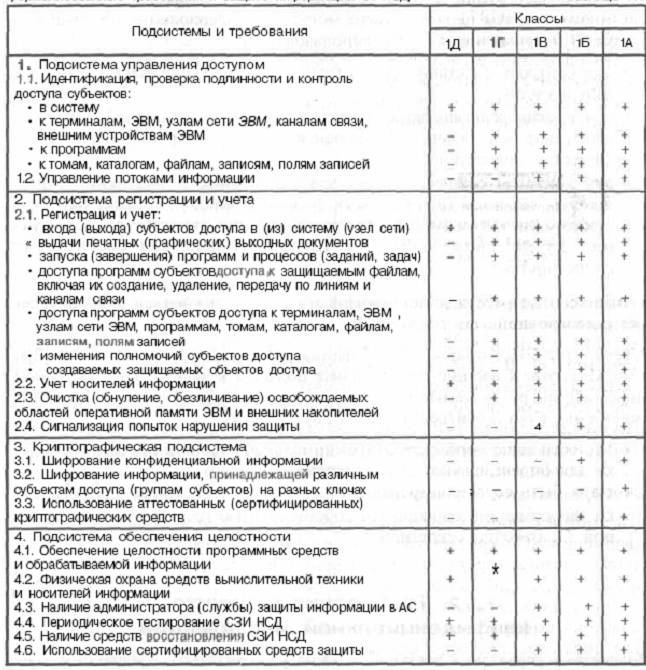 Подсистемы и требования
Классы
1Д 1Г 1В 1Б 1А
1. Подсистема управления доступом
1.1. Идентификация, проверка подлинности и контроль
доступа субъектов:
• в систему + + + + +
• к терминалам, ЭВМ, узлам сети ЭВМ, каналам связи,
внешним устройствам ЭВМ - + + + +
• к программам - + + + +
• к томам, каталогам, файлам, записям, полям записей - + + + +
1.2. Управление потоками информации - - + + +
2. Подсистема регистрации и учета
2.1. Регистрация и учет:
• входа (выхода) субъектов доступа в (из) систему (узел сети) + + + + +
« выдачи печатных (графических) выходных документов - + + + +
• запуска (завершения) программ и процессов (заданий, задач) - + + + +
• доступа программ субъектов доступа к защищаемым файлам,
включая их создание, удаление, передачу по линиям и
каналам связи - + + + +
• доступа программ субъектов доступа к терминалам, ЭВМ ,
узлам сети ЭВМ, программам, томам, каталогам, файлам,
записям, полям записей
• изменения полномочий субъектов доступа
• создаваемых защищаемых объектов доступа
2.2. Учет носителей информации
2.3. Очистка (обнуление, обезличивание) освобождаемых
областей оперативной памяти ЭВМ и внешних накопителей
2.4. Сигнализация попыток нарушения защиты
3. Криптографическая подсистема
3.1. Шифрование конфиденциальной информации
3.2. Шифрование информации, принадлежащей различным
субъектам доступа (группам субъектов) на разных ключах
3.3. Использование аттестованных (сертифицированных)
криптографических средств
4. Подсистема обеспечения целостности
4.1. Обеспечение целостности программных средств
и обрабатываемой информации
4.2. Физическая охрана средств вычислительной техники
и носителей информации
4.3. Наличие администратора (службы) защиты информации в АС
4.4. Периодическое тестирование СЗИ НСД
4.5. Наличие средств восстановления СЗИ НСД
4.6. Использование сертифицированных средств защиты